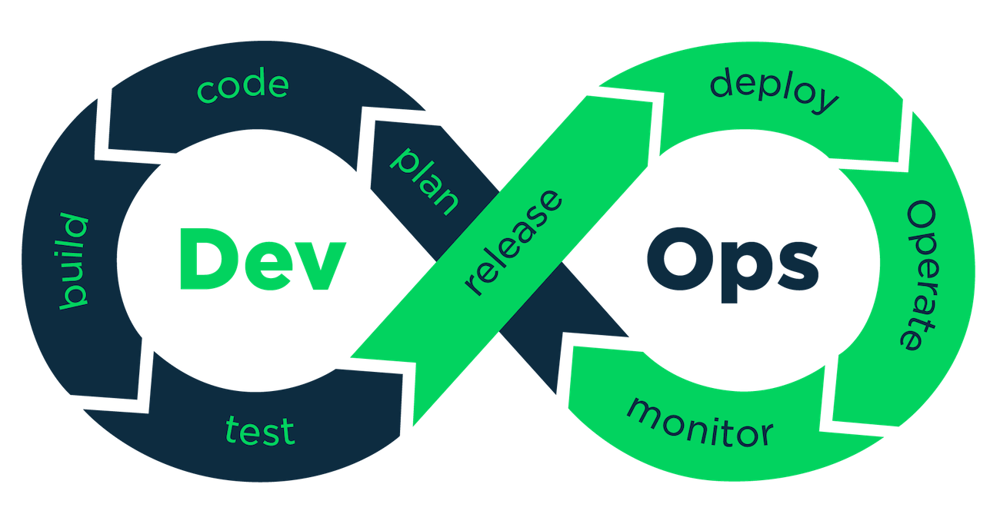 code
plan
build
Dev
test
release
deploy
Ops
Operate
monitor